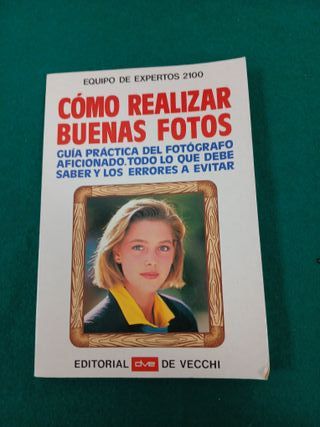 EQUIPO DE EXPERTOS 2100
CÓMO REALIZAR
BUENAS FOTOS
GUÍA PRÁCTICA DEL FOTÓGRAFO
AFICIONADO. TODO LO QUE DEBE
SABER Y LOS ERRORES A EVITAR
EDITORIAL dve DE VECCHI